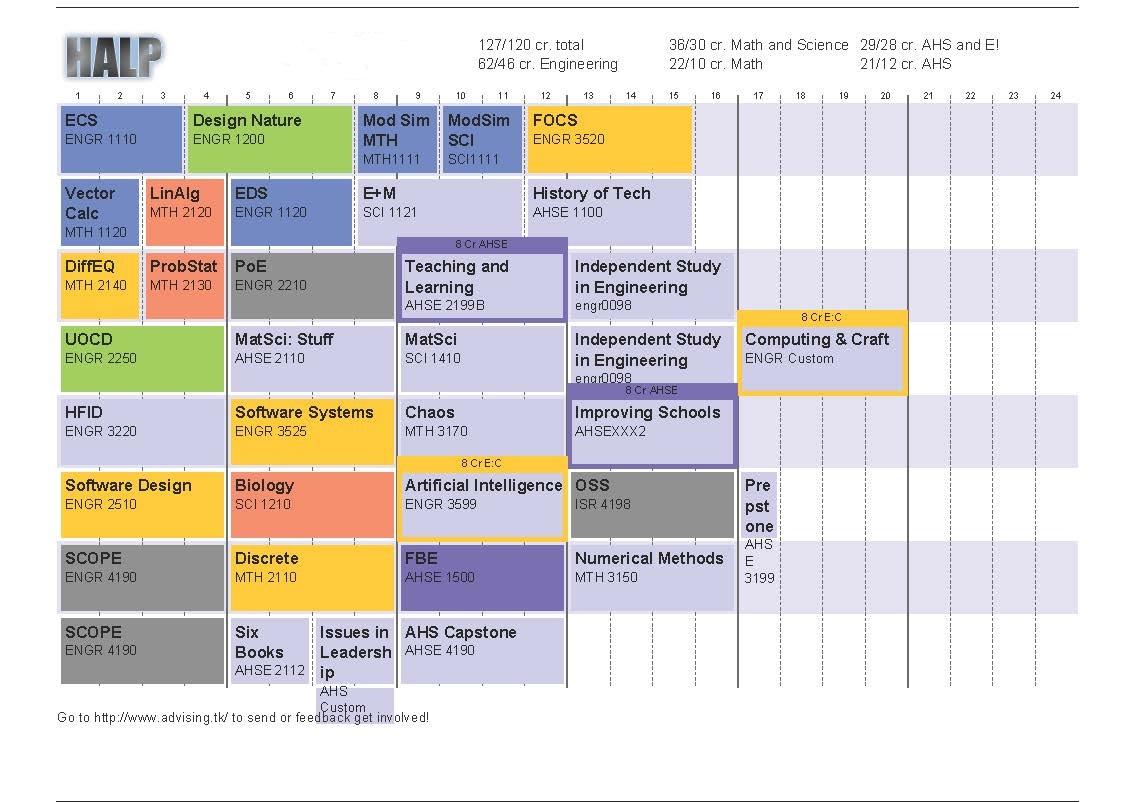 HALP
127/120 cr. total 36/30 cr. Math and Science 29/28 cr. AHS and E!
62/46 cr. Engineering 22/10 cr. Math 21/12 cr. AHS
1 2 3 4 5 6 7 8 9 10 11 12 13 14 15 16 17 18 19 20 21 22 23 24
ECS
ENGR 1110
Design Nature
ENGR 1200
Mod Sim
MTH
MTH1111
ModSim
SCI
SCI1111
FOCS
ENGR 3520
Vector
Calc
MTH 1120
LinAlg
MTH 2120
EDS
ENGR 1120
E+M
SCI 1121
History of Tech
AHSE 1100
DiffEQ
MTH 2140
ProbStat
MTH 2130
PoE
ENGR 2210
8 Cr AHSE
Teaching and
Learning
AHSE 2199B
Independent Study
in Engineering
engr0098
UOCD
ENGR 2250
MatSci: Stuff
AHSE 2110
MatSci
SCI 1410
Independent Study
in Engineering
engr0098
8 Cr E:C
Computing & Craft
ENGR Custom
HFID
ENGR 3220
Software Systems
ENGR 3525
Chaos
MTH 3170
8 Cr AHSE
Improving Schools
AHSEXXX2
Software Design
ENGR 2510
Biology
SCI 1210
8 Cr E:C
Artificial Intelligence
ENGR 3599
OSS
ISR 4198
Pre
pst
one
AHS
E
3199
SCOPE
ENGR 4190
Discrete
MTH 2110
FBE
AHSE 1500
Numerical Methods
MTH 3150
SCOPE
ENGR 4190
Six
Books
AHSE 2112
Issues in
Leadersh
ip
AHS
Custom
AHS Capstone
AHSE 4190
Go to http://www.advising.tk/ to send or feedback get involved!